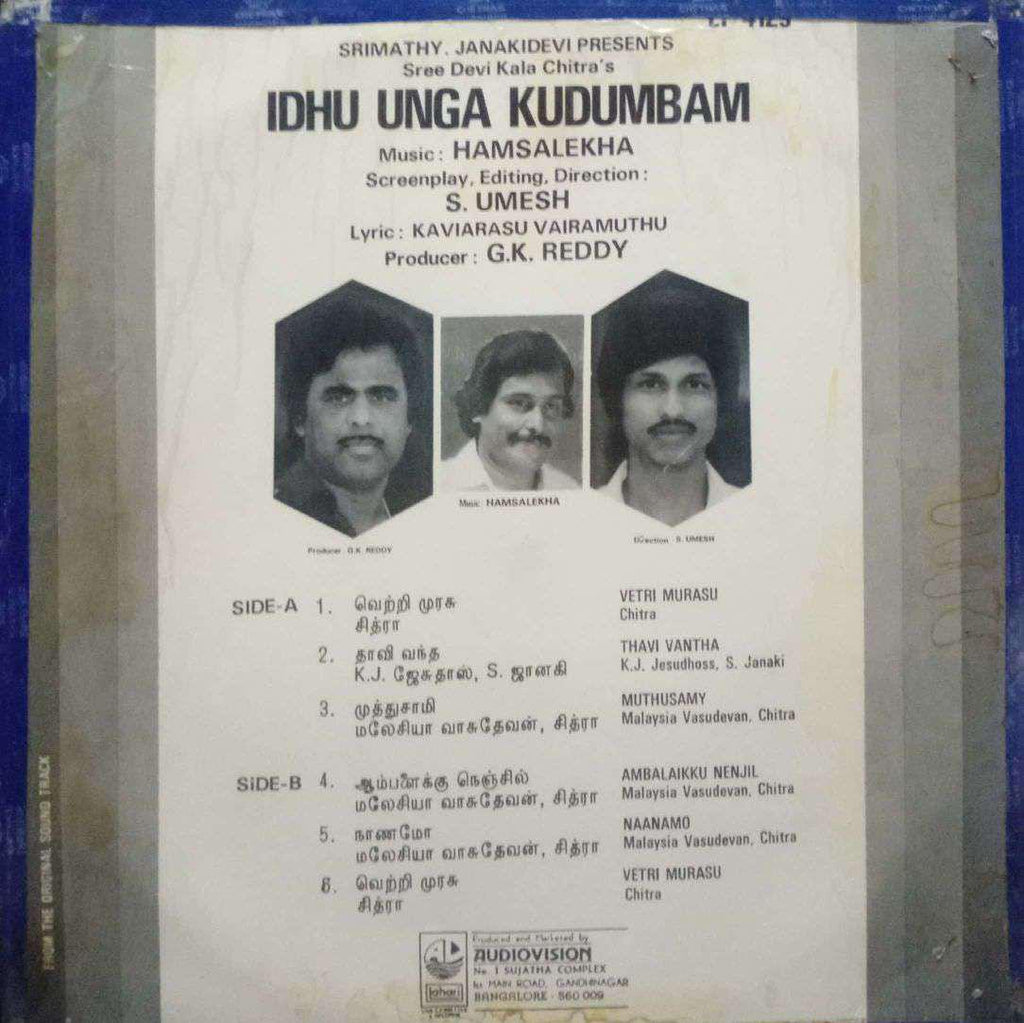 SRIMATHY. JANAKIDEVI PRESENTS
Sree Devi Kala Chitra's
IDHU UNGA KUDUMBAM
Music: HAMSALEKHA
Screenplay, Editing, Direction:
S. UMESH
Lyric: KAVIARASU VAIRAMUTHU
Producer: G.K. REDDY
Music: HAMSALEKHA
Producer G.K. REDDY
Direction S. UMESH
SIDE-A 1. வெற்றி முரசு VETRI MURASU
சித்ரா Chitra
2. தாவி வந்த THAVI VANTHA
K.J. ஜேசுதாஸ், S. ஜானகி K.J. Jesudhoss, S. Janaki
3. முத்துசாமி MUTHUSAMY
மலேசியா வாசுதேவன், சித்ரா Malaysia Vasudevan, Chitra
SIDE-B 4. ஆம்பளைக்கு நெஞ்சில் AMBALAIKKU NENJIL
மலேசியா வாசுதேவன், சித்ரா Malaysia Vasudevan, Chitra
5. நாணமோ NAANAMO
மலேசியா வாசுதேவன், சித்ரா Malaysia Vasudevan, Chitra
6. வெற்றி முரசு VETRI MURASU
சித்ரா Chitra
FROM THE ORIGINAL SOUND TRACK
Produced and Marketed by
AUDIOVISION
No. 1 SUJATHA COMPLEX
MAIN ROAD, GANDHINAGAR
BANGALORE - 560 009
lahari